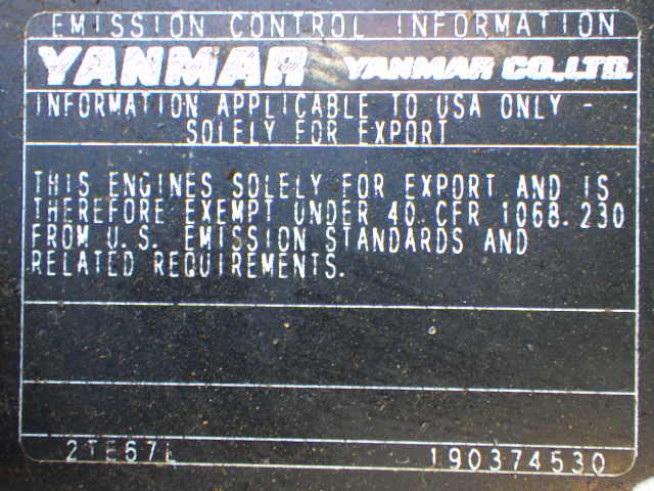 EMISSION CONTROL INFORMATION
YANMAR YANMAR CO.,LTD.
INFORMATION APPLICABLE TO USA ONLY -
SOLELY FOR EXPORT
THIS ENGINES SOLELY FOR EXPORT AND IS
THEREFORE EXEMPT UNDER 40 CFR 1068.230
FROM U.S. EMISSION STANDARDS AND
RELATED REQUIREMENTS.
2TE67L 190374530